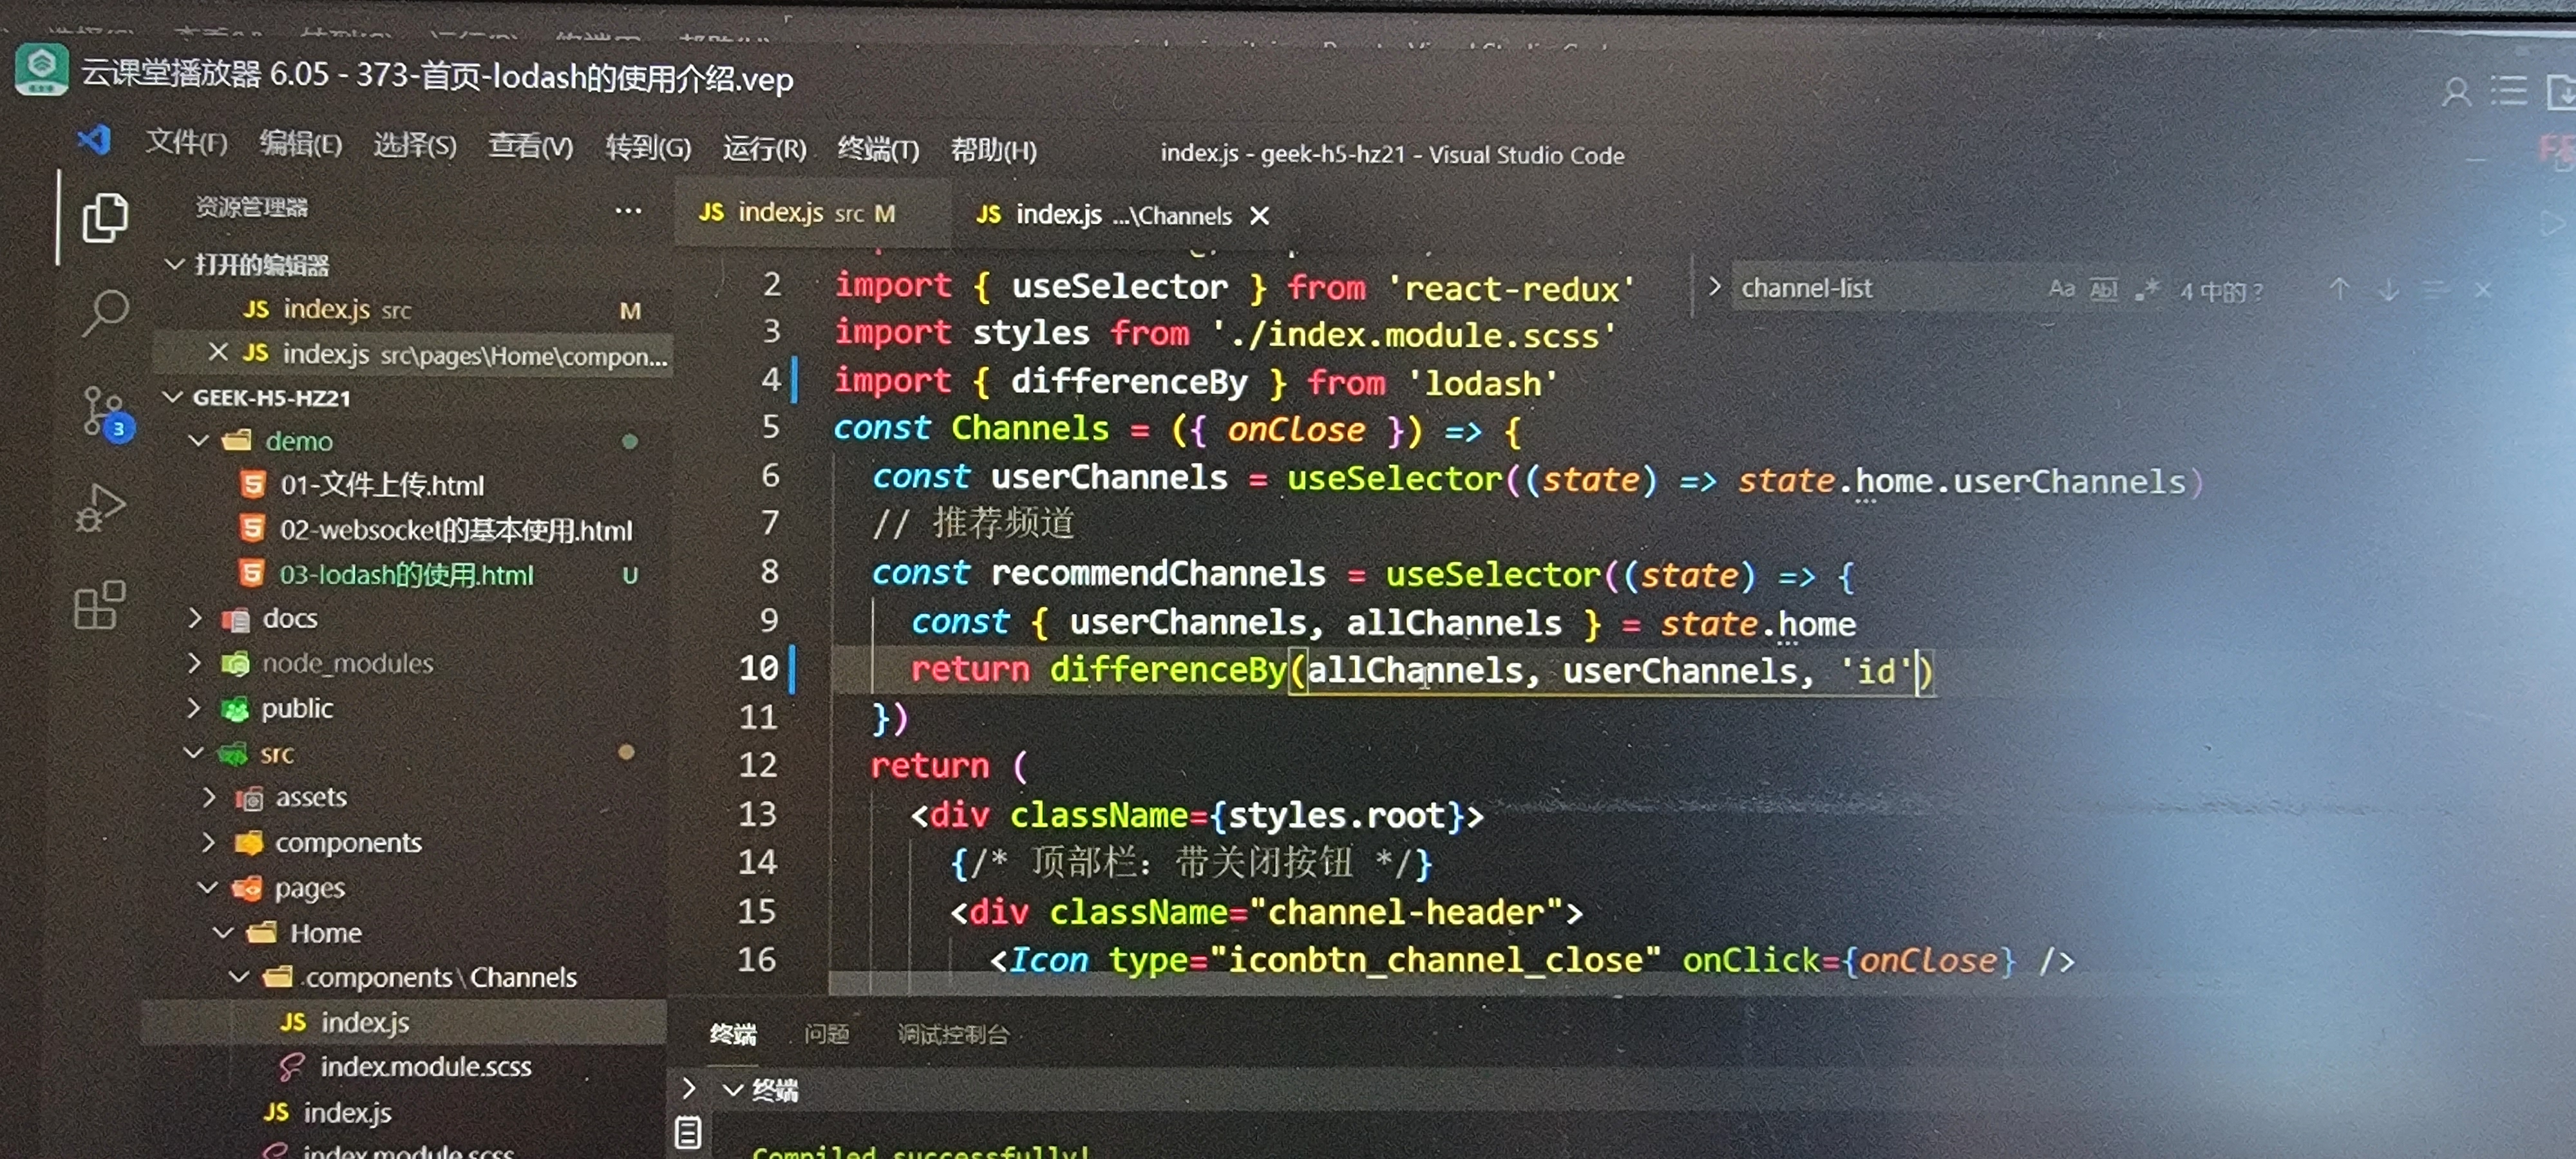 云课堂播放器 6.05 - 373-首页-lodash的使用介绍.vep
文件(F) 编辑(E) 选择(S) 查看(V) 转到(G) 运行(R) 终端(T) 帮助(H)
index.js - geek-h5-hz21 - Visual Studio Code
资源管理器 ···
打开的编辑器
JS index.js src M
JS index.js src\pages\Home\compon...
GEEK-H5-HZ21
3
demo
01-文件上传.html
02-websocket的基本使用.html
03-lodash的使用.html U
docs
node_modules
public
src
assets
components
pages
Home
components\Channels
JS index.js
index.module.scss
JS index.js
index.module.scss
JS index.js src M
JS index.js ...\Channels
channel-list Aa Abl .* 4 中的 ?
2 import { useSelector } from 'react-redux'
3 import styles from './index.module.scss'
4 import { differenceBy } from 'lodash'
5 const Channels = ({ onClose }) => {
6 const userChannels = useSelector((state) => state.home.userChannels)
7 // 推荐频道
8 const recommendChannels = useSelector((state) => {
9 const { userChannels, allChannels } = state.home
10 return differenceBy(allChannels, userChannels, 'id')
11 })
12 return (
13 <div className={styles.root}>
14 {/* 顶部栏：带关闭按钮 */}
15 <div className="channel-header">
16 <Icon type="iconbtn_channel_close" onClick={onClose} />
终端 问题 调试控制台
终端
Compiled successfully!